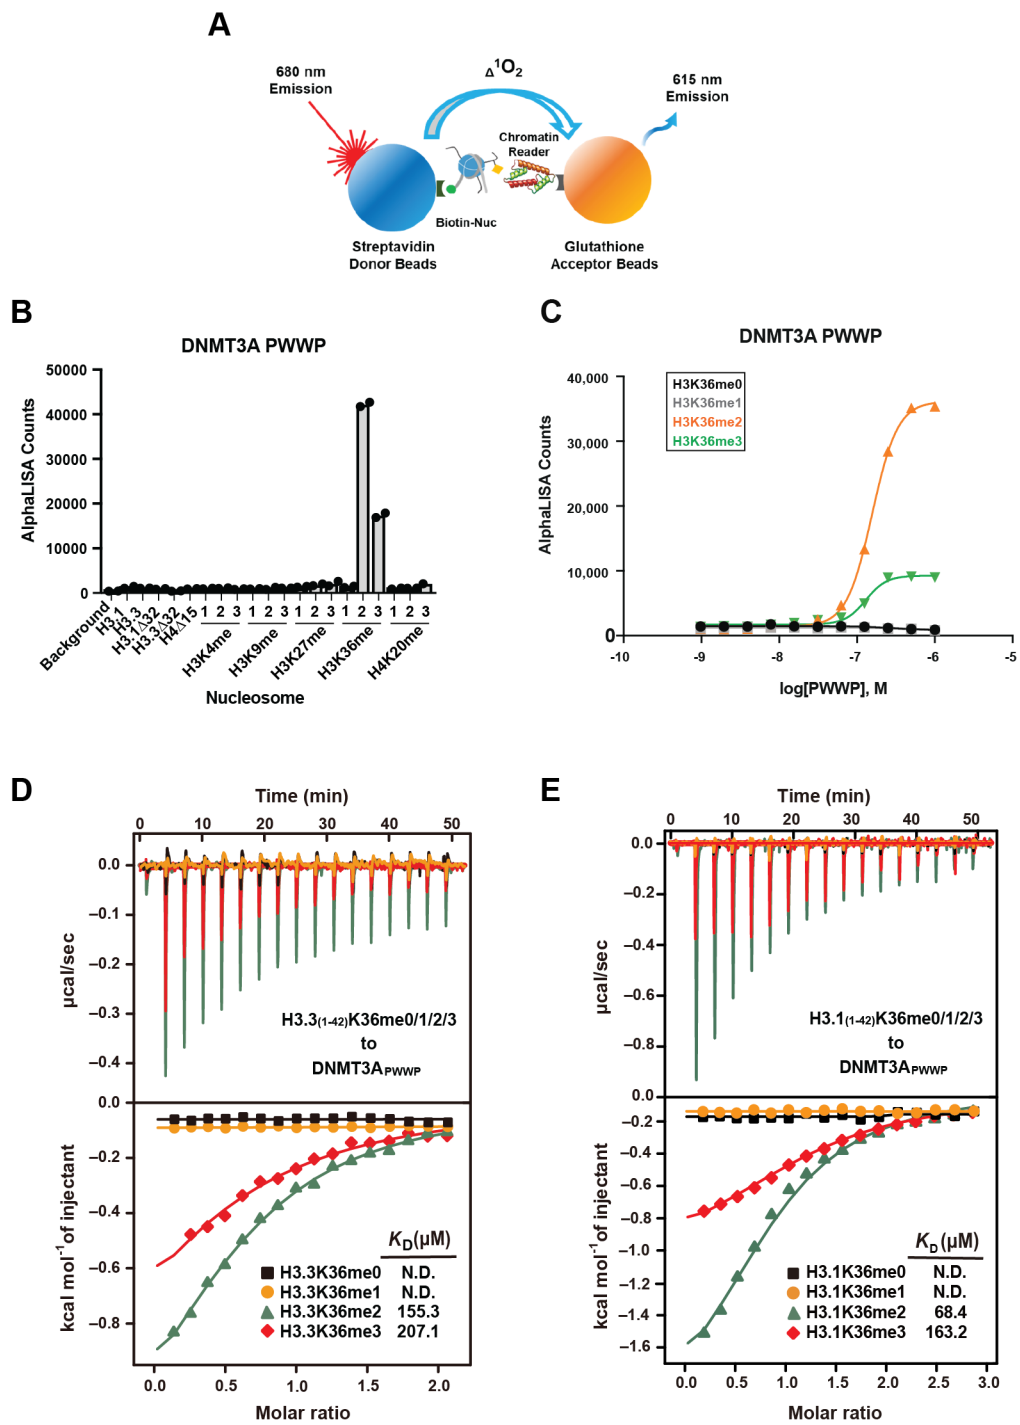 A
680 nm
Emission
Δ¹O₂
615 nm
Emission
Chromatin
Reader
Biotin-Nuc
Streptavidin
Donor Beads
Glutathione
Acceptor Beads
B
DNMT3A PWWP
AlphaLISA Counts
50000
40000
30000
20000
10000
0
Background
H3.1
H3.3
H3.1Δ32
H3.3Δ32
H4Δ15
1 2 3 1 2 3 1 2 3 1 2 3 1 2 3
H3K4me
H3K9me
H3K27me
H3K36me
H4K20me
Nucleosome
C
DNMT3A PWWP
AlphaLISA Counts
40,000
30,000
20,000
10,000
0
H3K36me0
H3K36me1
H3K36me2
H3K36me3
-10 -9 -8 -7 -6 -5
log[PWWP], M
D
Time (min)
0 10 20 30 40 50
µcal/sec
0.0
−0.1
−0.2
−0.3
−0.4
H3.3(1-42)K36me0/1/2/3
to
DNMT3APWWP
kcal mol⁻¹ of injectant
0.0
−0.2
−0.4
−0.6
−0.8
KD(µM)
H3.3K36me0 N.D.
H3.3K36me1 N.D.
H3.3K36me2 155.3
H3.3K36me3 207.1
0.0 0.5 1.0 1.5 2.0
Molar ratio
E
Time (min)
0 10 20 30 40 50
µcal/sec
0.0
−0.2
−0.4
−0.6
−0.8
H3.1(1-42)K36me0/1/2/3
to
DNMT3APWWP
kcal mol⁻¹ of injectant
0.0
−0.2
−0.4
−0.6
−0.8
−1.0
−1.2
−1.4
−1.6
KD(µM)
H3.1K36me0 N.D.
H3.1K36me1 N.D.
H3.1K36me2 68.4
H3.1K36me3 163.2
0.0 0.5 1.0 1.5 2.0 2.5 3.0
Molar ratio